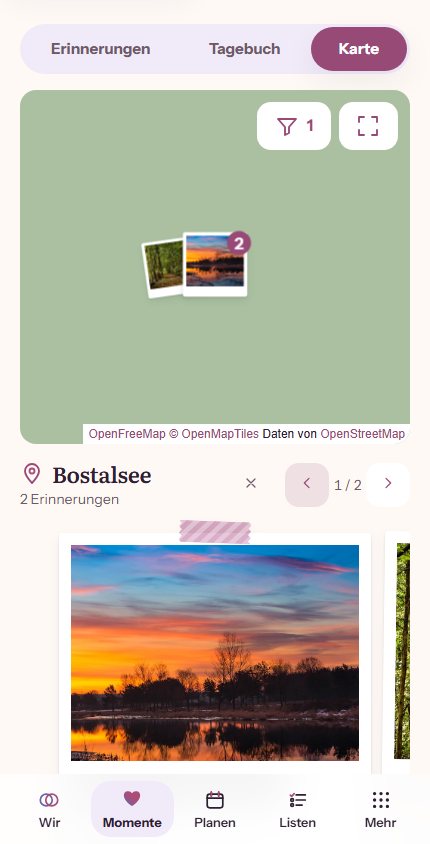 Erinnerungen Tagebuch Karte
1
2
OpenFreeMap © OpenMapTiles Daten von OpenStreetMap
Bostalsee
2 Erinnerungen
1 / 2
Wir Momente Planen Listen Mehr